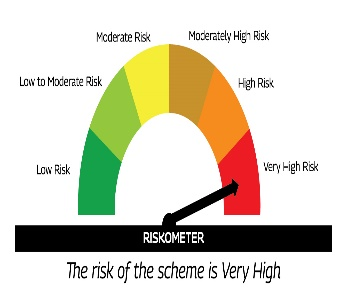 Moderate Risk
Moderately High Risk
Low to Moderate Risk
High Risk
Low Risk
Very High Risk
RISKOMETER
The risk of the scheme is Very High